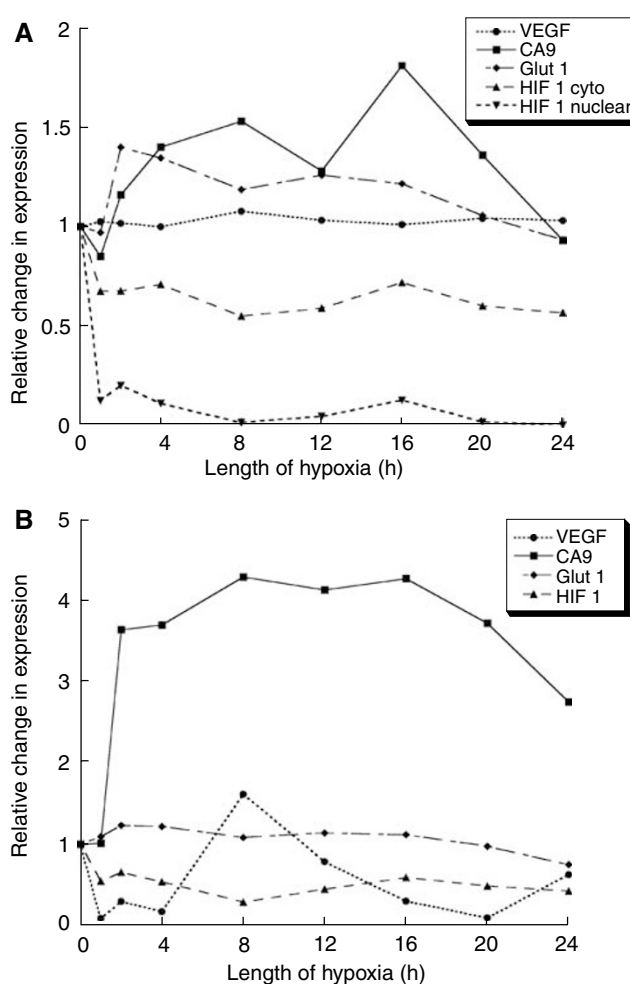 A
Relative change in expression
2
1.5
1
0.5
0
0 4 8 12 16 20 24
Length of hypoxia (h)
VEGF
CA9
Glut 1
HIF 1 cyto
HIF 1 nuclear
B
Relative change in expression
5
4
3
2
1
0
0 4 8 12 16 20 24
Length of hypoxia (h)
VEGF
CA9
Glut 1
HIF 1